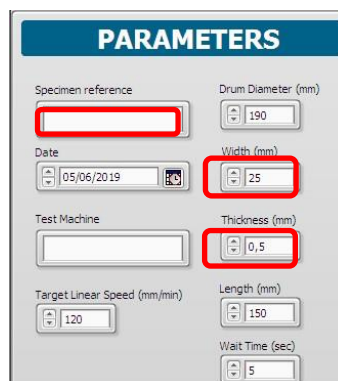 PARAMETERS
Specimen reference
Drum Diameter (mm)
190
Date
Width (mm)
05/06/2019
25
Test Machine
Thickness (mm)
0,5
Target Linear Speed (mm/min)
Length (mm)
120
150
Wait Time (sec)
5